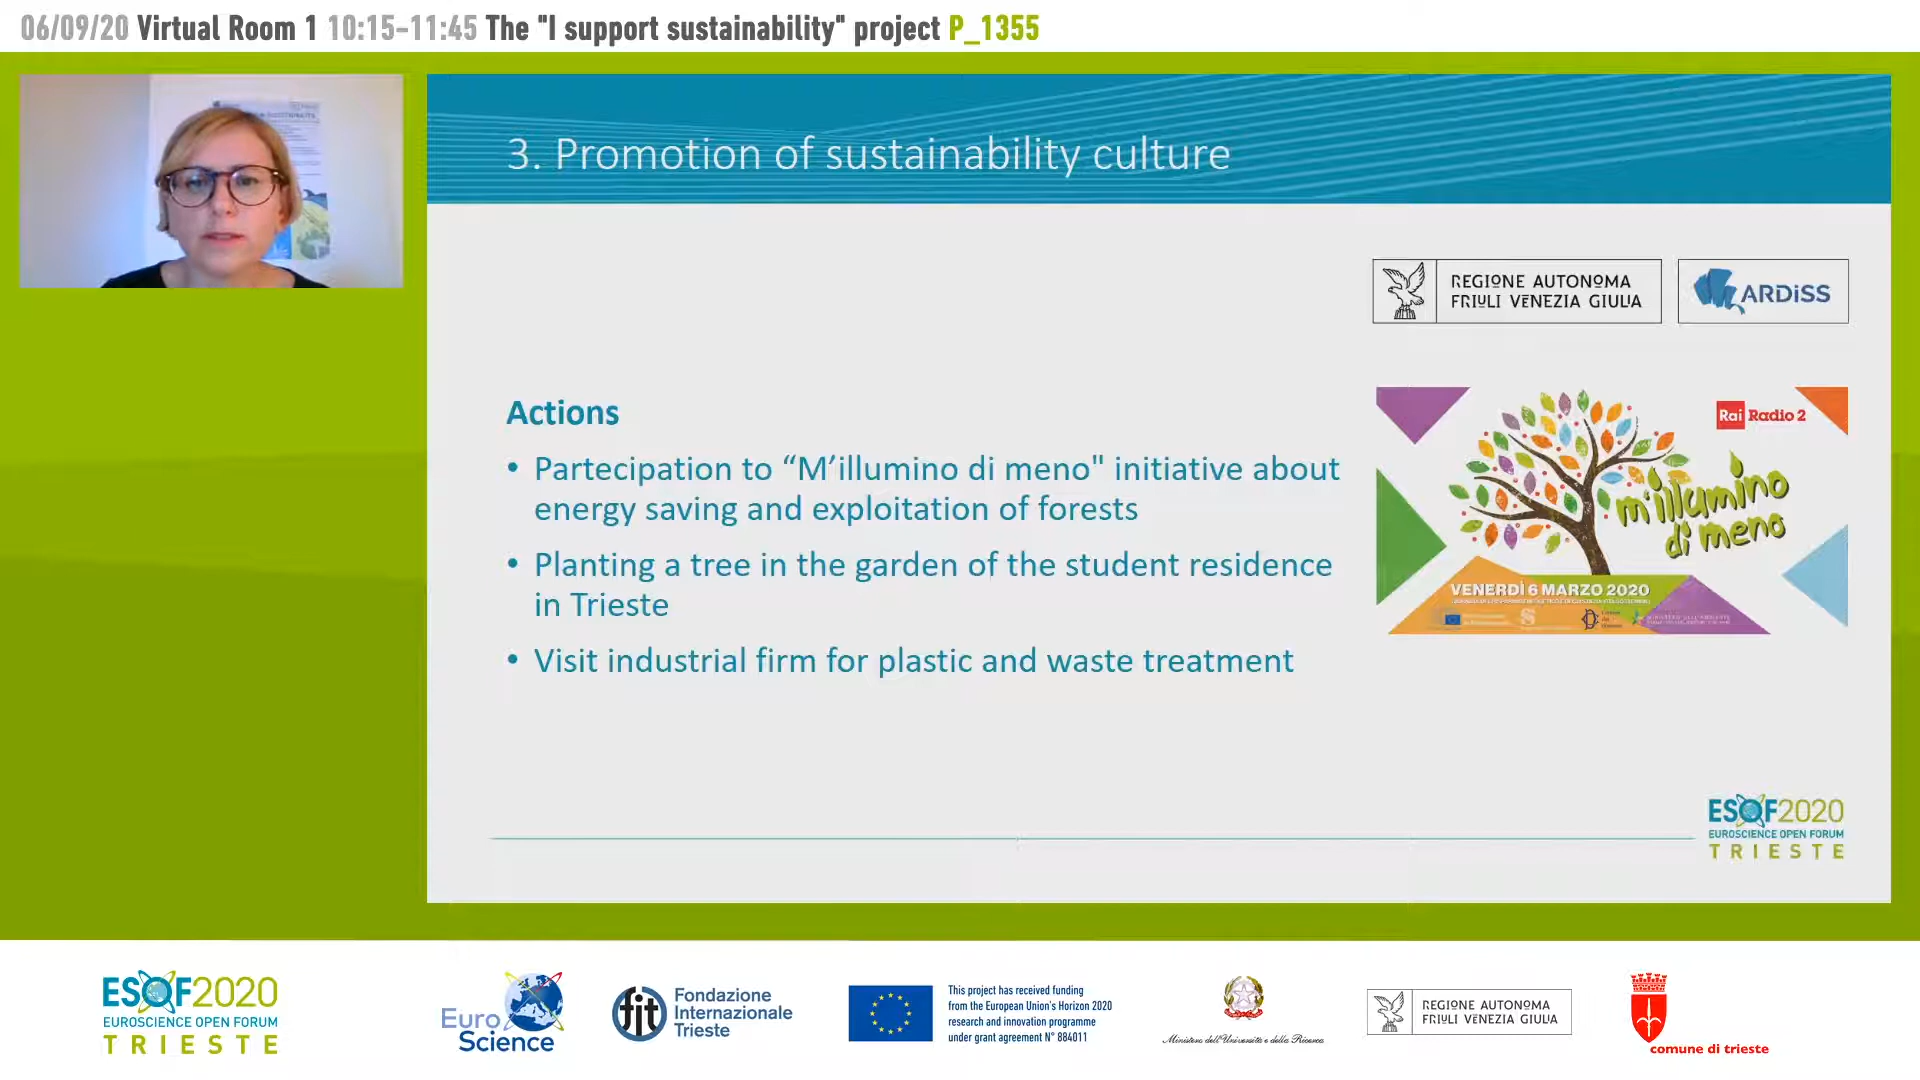 06/09/20 Virtual Room 1 10:15-11:45 The "I support sustainability" project P_1355
3. Promotion of sustainability culture
REGIONE AUTONOMA
FRIULI VENEZIA GIULIA
ARDiSS
Actions
• Partecipation to “M’illumino di meno" initiative about
energy saving and exploitation of forests
• Planting a tree in the garden of the student residence
in Trieste
• Visit industrial firm for plastic and waste treatment
Rai Radio 2
m'illumino
di meno
VENERDÌ 6 MARZO 2020
ESOF2020
EUROSCIENCE OPEN FORUM
TRIESTE
ESOF2020
EUROSCIENCE OPEN FORUM
TRIESTE
Euro
Science
fit
Fondazione
Internazionale
Trieste
This project has received funding
from the European Union's Horizon 2020
research and innovation programme
under grant agreement N° 884011
Ministero dell'Università e della Ricerca
REGIONE AUTONOMA
FRIULI VENEZIA GIULIA
comune di trieste